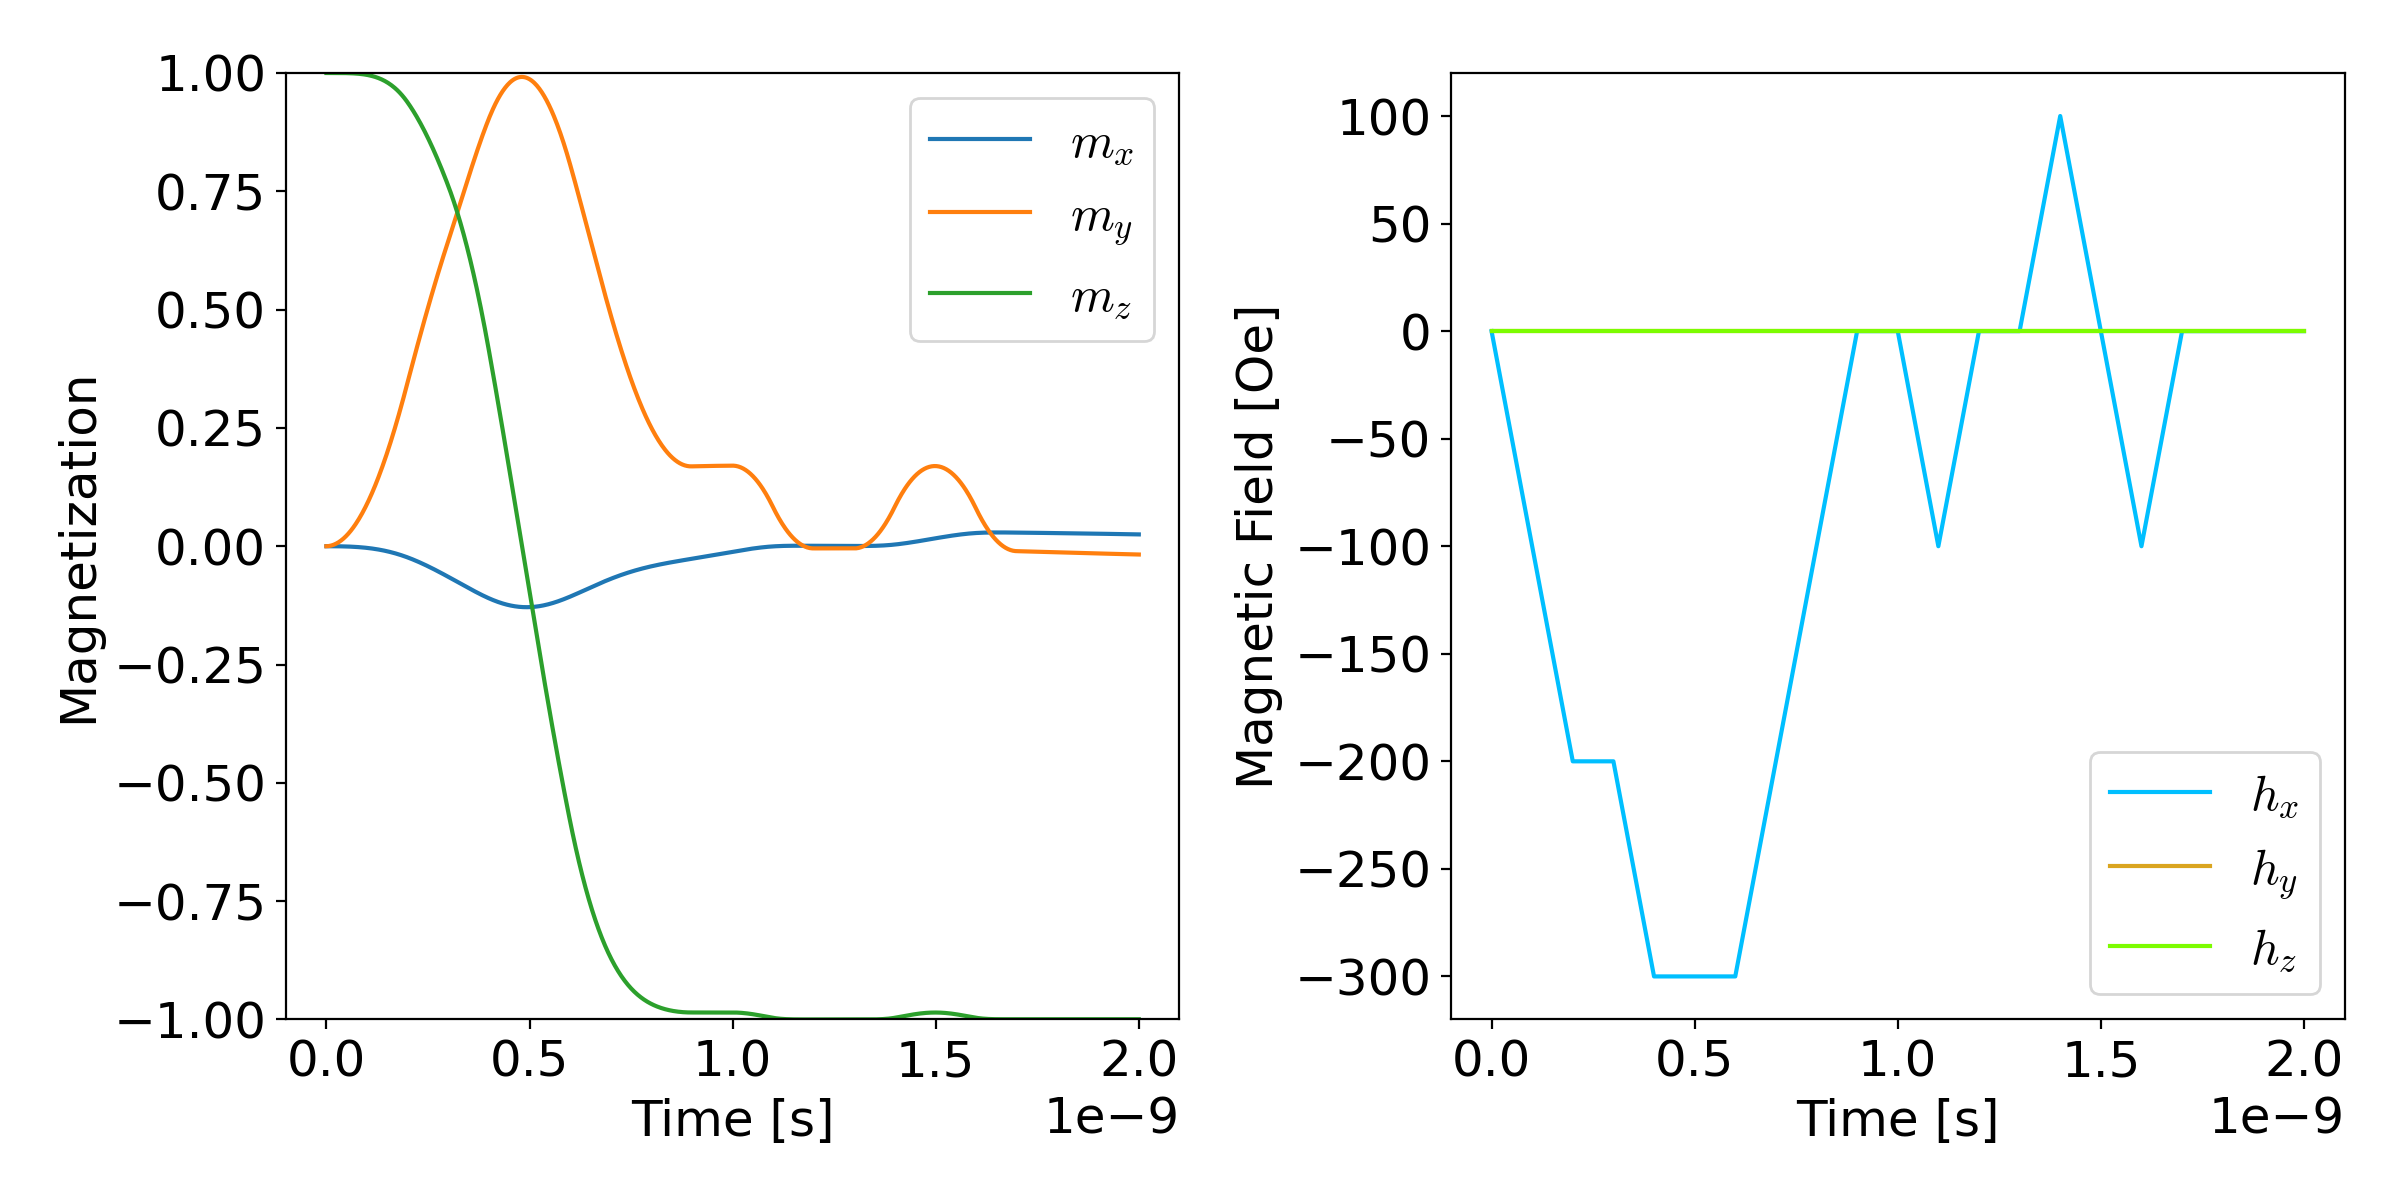 1.00
0.75
0.50
0.25
0.00
−0.25
−0.50
−0.75
−1.00
Magnetization
0.0 0.5 1.0 1.5 2.0
Time [s]
1e−9
m_x
m_y
m_z
100
50
0
−50
−100
−150
−200
−250
−300
Magnetic Field [Oe]
0.0 0.5 1.0 1.5 2.0
Time [s]
1e−9
h_x
h_y
h_z